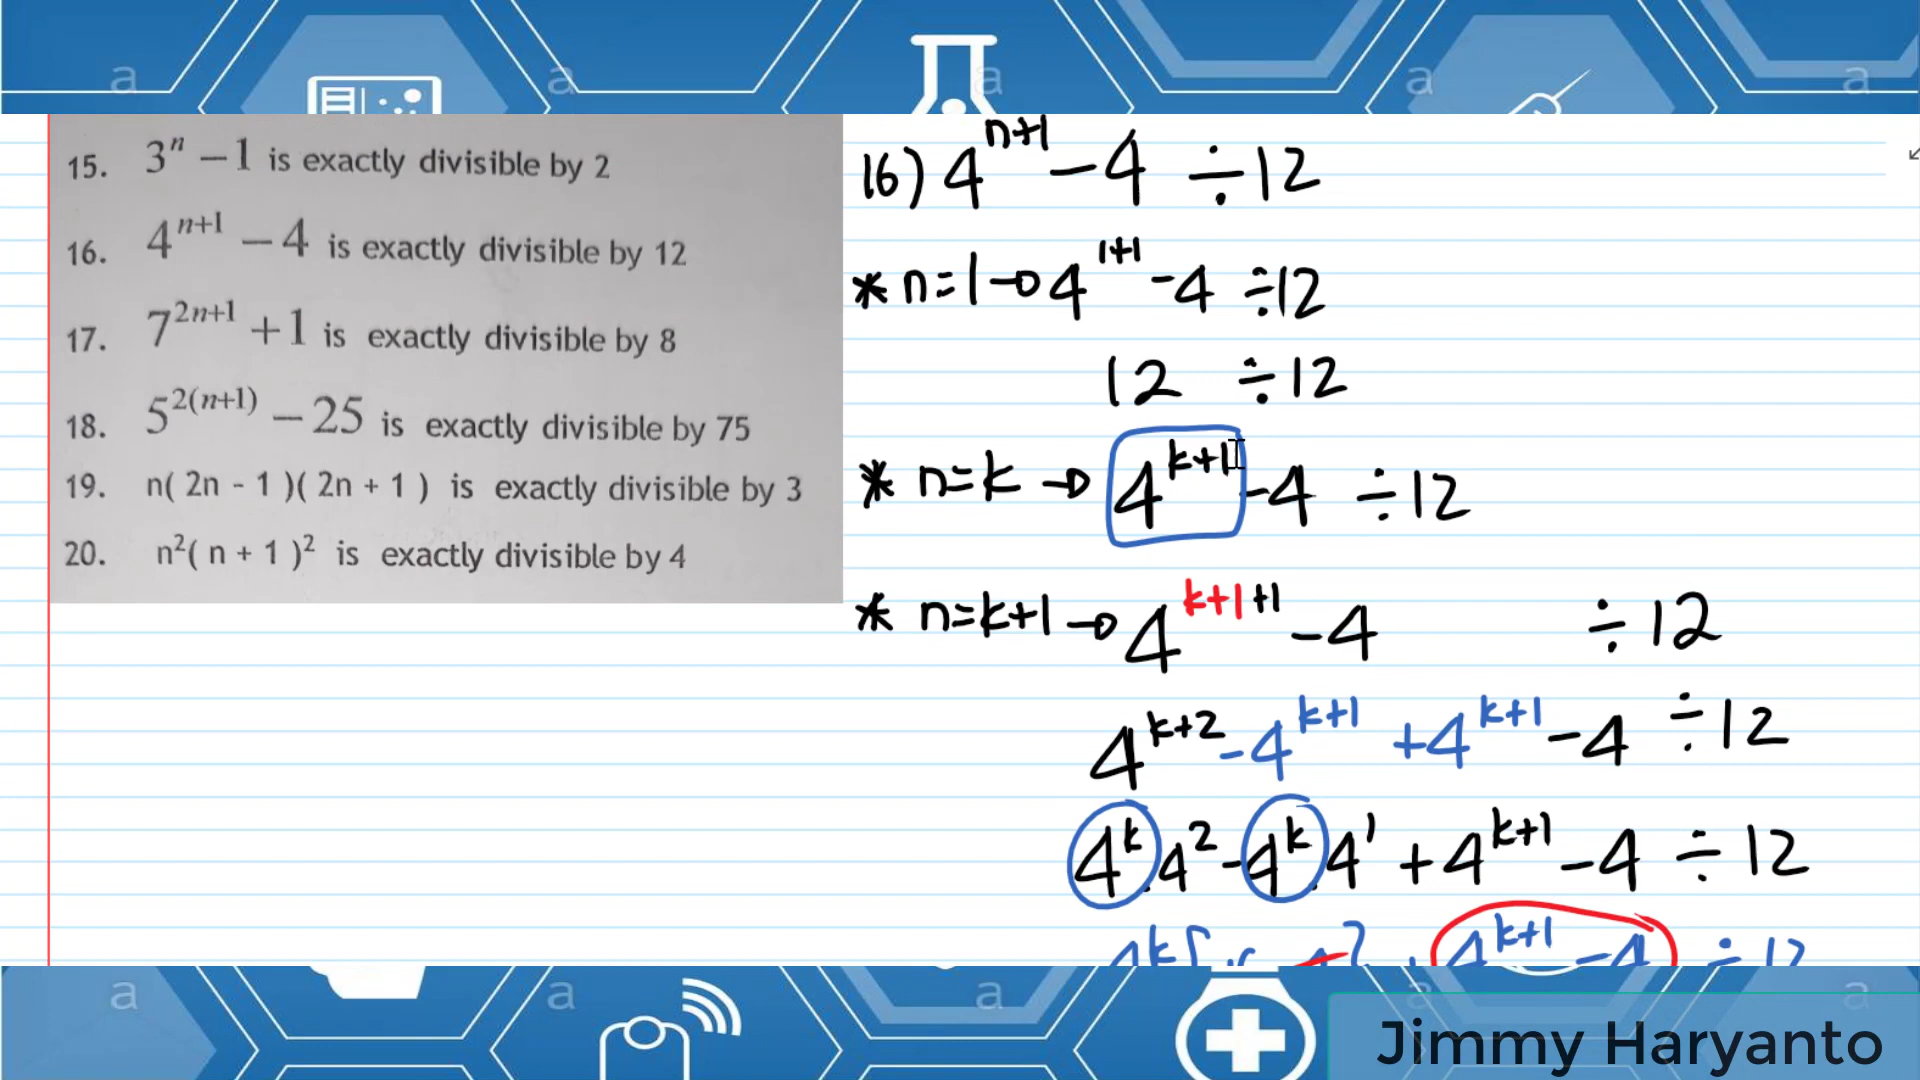 15. 3ⁿ – 1 is exactly divisible by 2
16. 4ⁿ⁺¹ – 4 is exactly divisible by 12
17. 7²ⁿ⁺¹ + 1 is exactly divisible by 8
18. 5²⁽ⁿ⁺¹⁾ – 25 is exactly divisible by 75
19. n( 2n - 1 )( 2n + 1 ) is exactly divisible by 3
20. n²( n + 1 )² is exactly divisible by 4
16) 4ⁿ⁺¹ – 4 ÷ 12
* n=1 → 4¹⁺¹ – 4 ÷ 12
12 ÷ 12
* n=k → 4ᵏ⁺¹ – 4 ÷ 12
* n=k+1 → 4ᵏ⁺¹⁺¹ – 4 ÷ 12
4ᵏ⁺² – 4ᵏ⁺¹ + 4ᵏ⁺¹ – 4 ÷ 12
4ᵏ.4² – 4ᵏ.4¹ + 4ᵏ⁺¹ – 4 ÷ 12
4ᵏ⁺¹ – 4 ÷ 12
Jimmy Haryanto